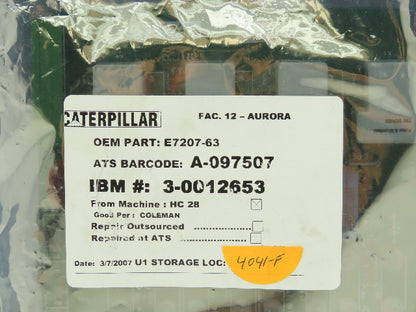 CATERPILLAR FAC. 12 – AURORA
OEM PART: E7207-63
ATS BARCODE: A-097507
IBM #: 3-0012653
From Machine : HC 28
Good Per : COLEMAN
Repair Outsourced
Repaired at ATS
Date: 3/7/2007 U1 STORAGE LOC:
4041-F